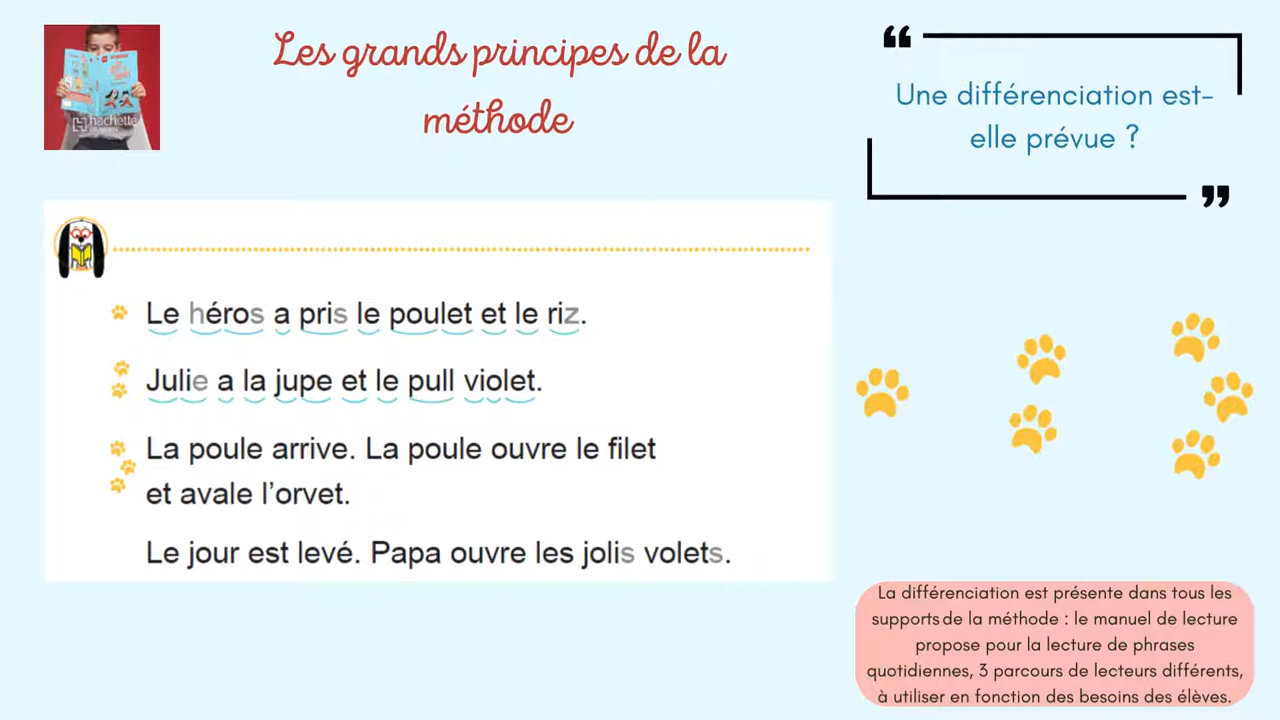 Les grands principes de la
méthode
hachette
“
Une différenciation est-
elle prévue ?
”
Le héros a pris le poulet et le riz.
Julie a la jupe et le pull violet.
La poule arrive. La poule ouvre le filet
et avale l’orvet.
Le jour est levé. Papa ouvre les jolis volets.
La différenciation est présente dans tous les
supports de la méthode : le manuel de lecture
propose pour la lecture de phrases
quotidiennes, 3 parcours de lecteurs différents,
à utiliser en fonction des besoins des élèves.